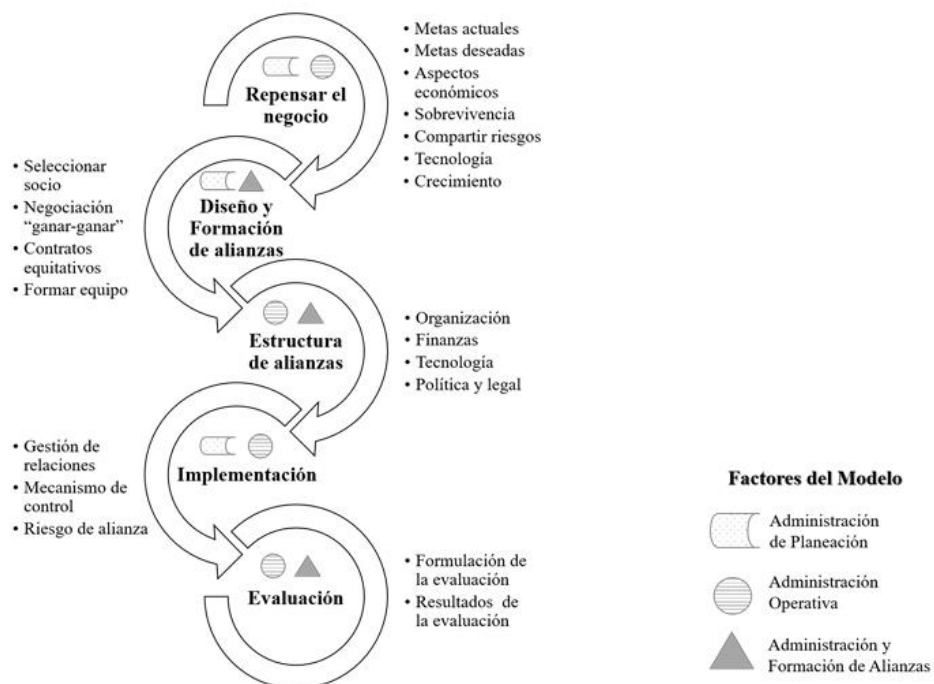 • Metas actuales
• Metas deseadas
• Aspectos
económicos
• Sobrevivencia
• Compartir riesgos
• Tecnología
• Crecimiento
Repensar el
negocio
• Seleccionar
socio
• Negociación
“ganar-ganar”
• Contratos
equitativos
• Formar equipo
Diseño y
Formación
de alianzas
Estructura
de alianzas
• Organización
• Finanzas
• Tecnología
• Política y legal
• Gestión de
relaciones
• Mecanismo de
control
• Riesgo de alianza
Implementación
Evaluación
• Formulación de
la evaluación
• Resultados de
la evaluación
Factores del Modelo
Administración
de Planeación
Administración
Operativa
Administración y
Formación de Alianzas